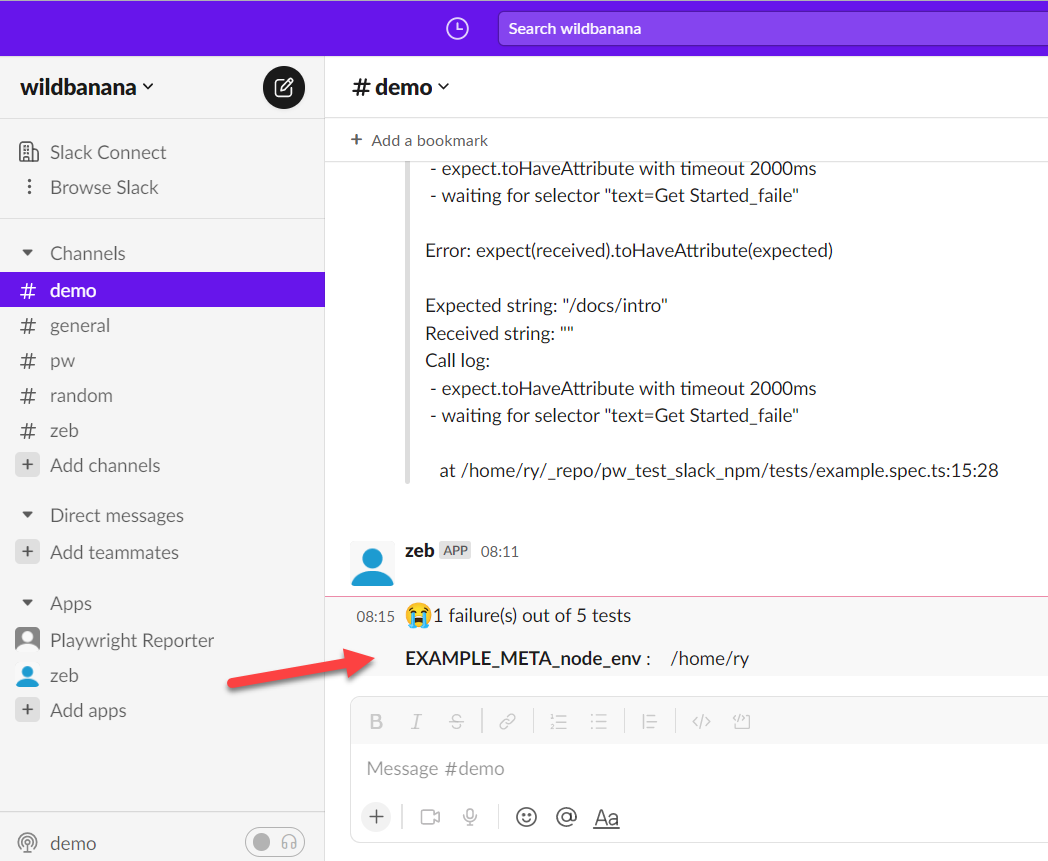 Search wildbanana
wildbanana
# demo
Slack Connect
Browse Slack
Channels
# demo
# general
# pw
# random
# zeb
+ Add channels
Direct messages
+ Add teammates
Apps
Playwright Reporter
zeb
+ Add apps
demo
+ Add a bookmark
- expect.toHaveAttribute with timeout 2000ms
- waiting for selector "text=Get Started_faile"
Error: expect(received).toHaveAttribute(expected)
Expected string: "/docs/intro"
Received string: ""
Call log:
- expect.toHaveAttribute with timeout 2000ms
- waiting for selector "text=Get Started_faile"
at /home/ry/_repo/pw_test_slack_npm/tests/example.spec.ts:15:28
zeb APP 08:11
08:15 😭1 failure(s) out of 5 tests
EXAMPLE_META_node_env : /home/ry
B I S
Message #demo
+ @ Aa